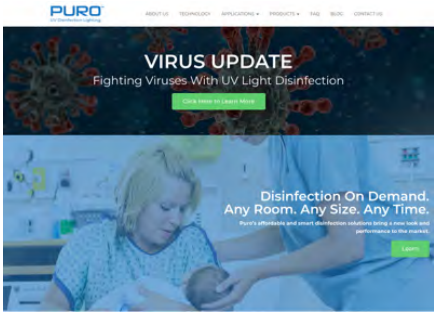 PURO
UV Disinfection Lighting
ABOUT US TECHNOLOGY APPLICATIONS PRODUCTS FAQ BLOG CONTACT US
VIRUS UPDATE
Fighting Viruses With UV Light Disinfection
Click Here to Learn More
Disinfection On Demand.
Any Room. Any Size. Any Time.
Puro's affordable and smart disinfection solutions bring a new look and
performance to the market.
Learn